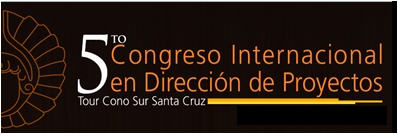 5TO Congreso Internacional
en Dirección de Proyectos
Tour Cono Sur Santa Cruz